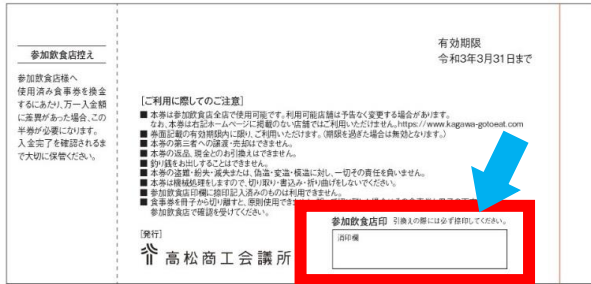 参加飲食店控え
参加飲食店様へ
使用済み食事券を換金
するにあたり、万一入金額
に差異があった場合、この
半券が必要になります。
入金完了を確認されるま
で大切に保管ください。
有効期限
令和3年3月31日まで
[ご利用に際してのご注意]
■ 本券は参加飲食店全店で使用可能です。利用可能店舗は予告なく変更する場合があります。
なお、本券は右記ホームページに掲載のない店舗ではご利用いただけません。https://www.kagawa-gotoeat.com
■ 券面記載の有効期限内に限り、ご利用いただけます。(期限を過ぎた場合は無効となります。)
■ 本券の第三者への譲渡・売却はできません。
■ 本券の返品、現金とのお引換えはできません。
■ 釣り銭をお出しすることはできません。
■ 本券の盗難・紛失・滅失または、偽造・変造・模造に対し、一切その責任を負いません。
■ 本券は機械処理をしますので、切り取り・書込み・折り曲げをしないでください。
■ 参加飲食店印欄に捺印記入済みのものは利用できません。
■ 食事券を冊子から切り離すと、原則使用できま
参加飲食店で確認を受けてください。
[発行]
高松商工会議所
参加飲食店印 引換えの際には必ず捺印してください。
消印欄